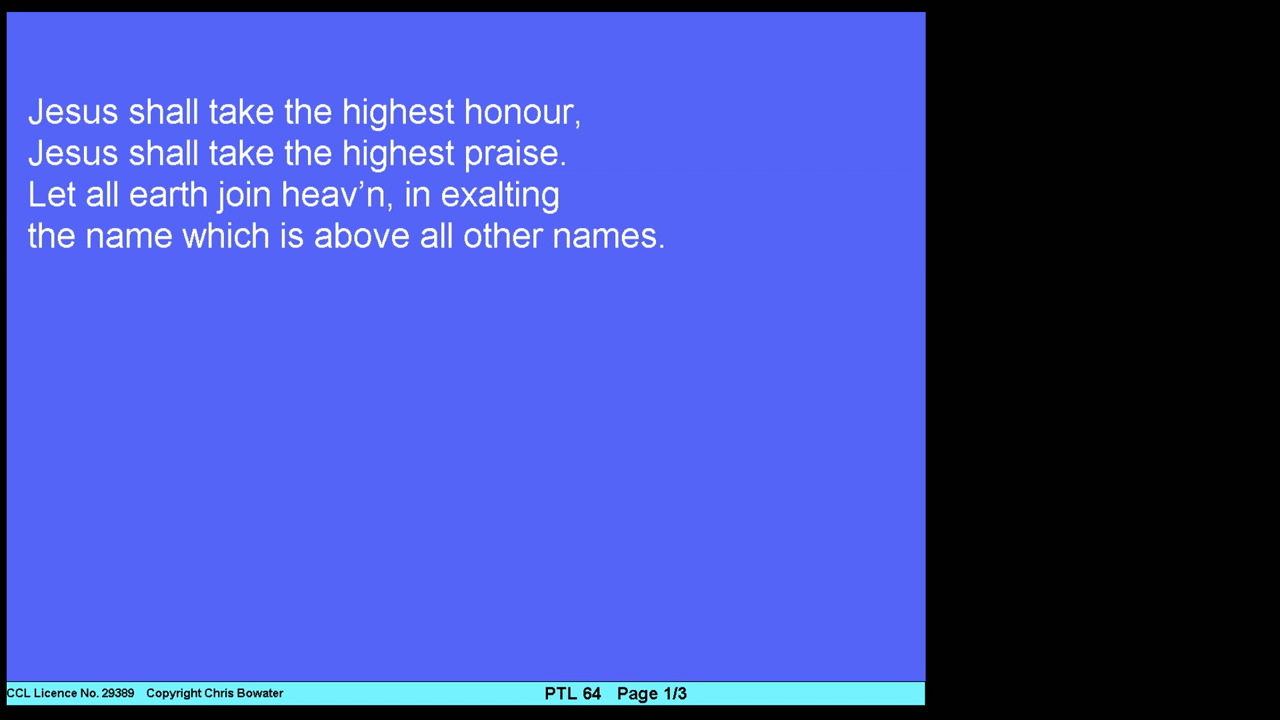 Jesus shall take the highest honour,
Jesus shall take the highest praise.
Let all earth join heav’n, in exalting
the name which is above all other names.
CCL Licence No. 29389 Copyright Chris Bowater PTL 64 Page 1/3